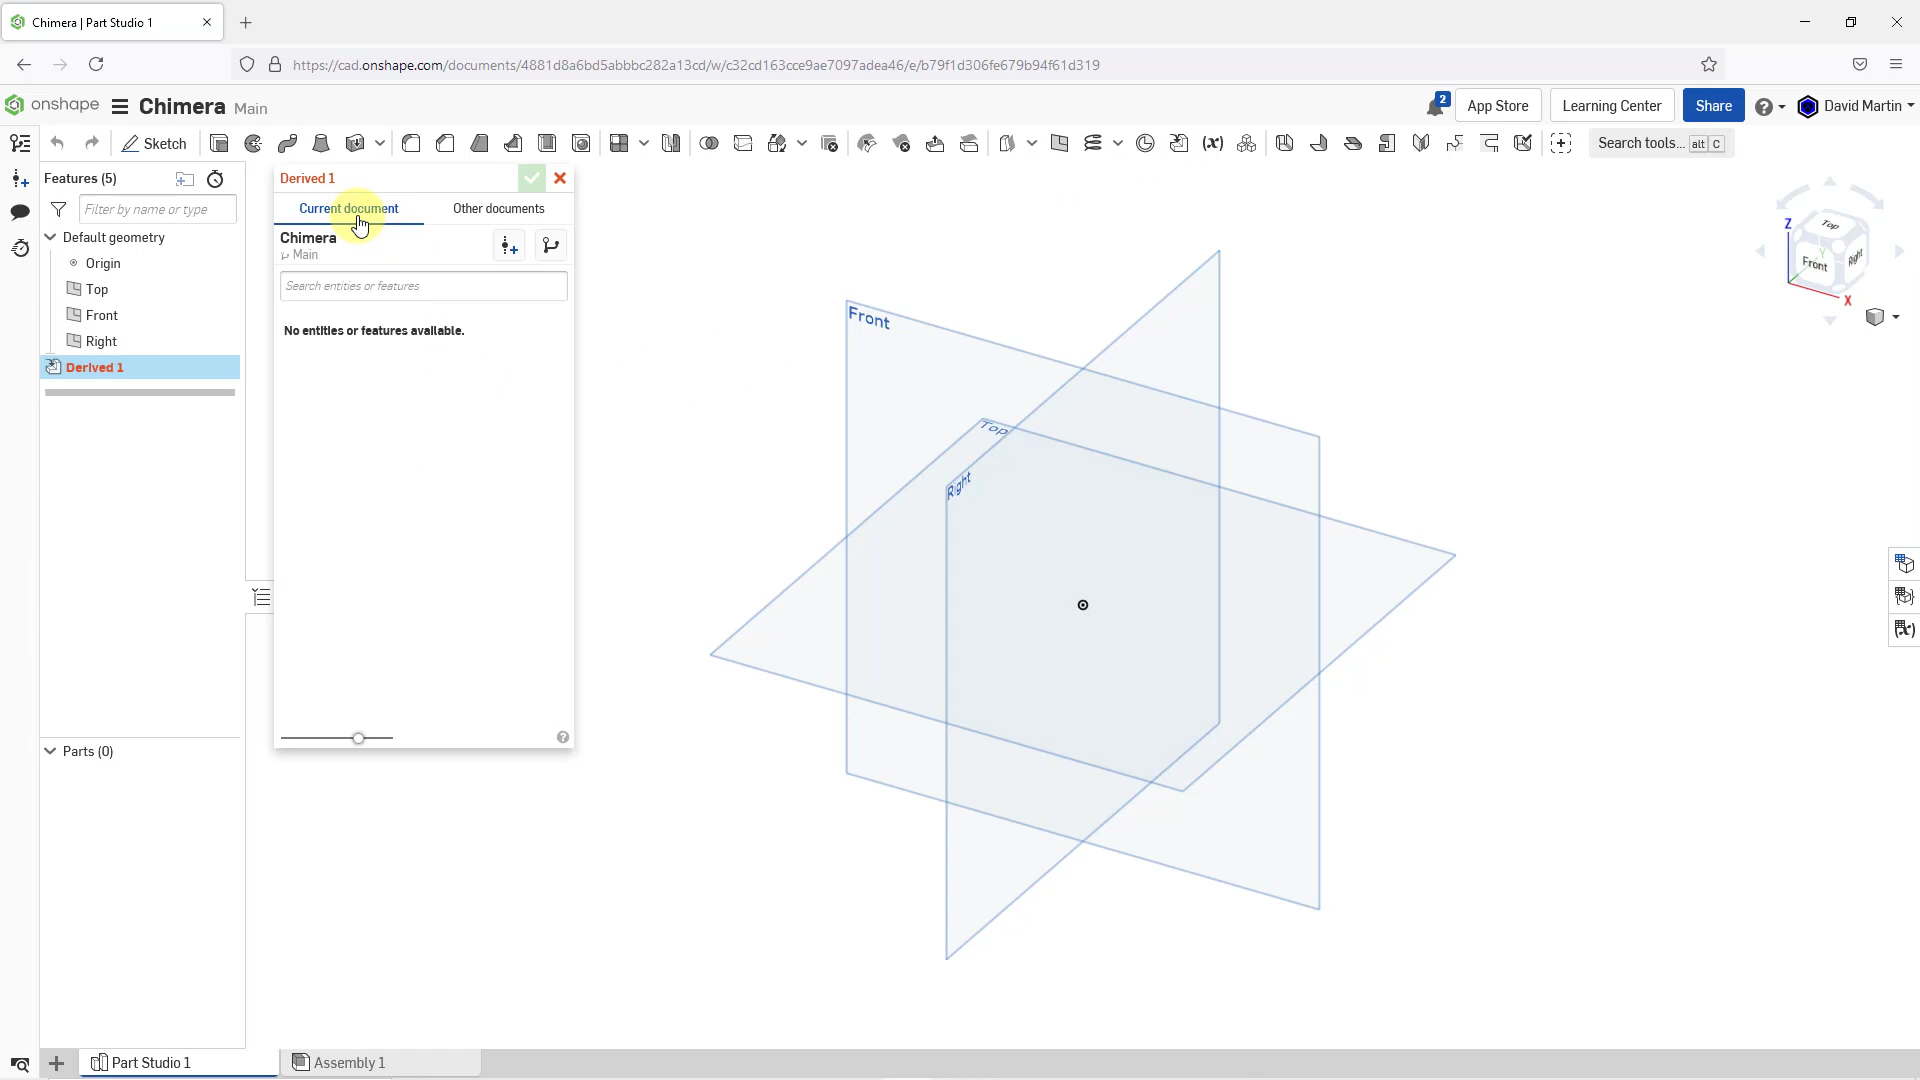 Chimera | Part Studio 1
https://cad.onshape.com/documents/4881d8a6bd5abbbc282a13cd/w/c32cd163cce9ae7097adea46/e/b79f1d306fe679b94f61d319
onshape Chimera Main 2 App Store Learning Center Share David Martin
Sketch (x) Search tools... alt C
Features (5)
Filter by name or type
Default geometry
Origin
Top
Front
Right
Derived 1
Parts (0)
Derived 1
Current document Other documents
Chimera
Main
Search entities or features
No entities or features available.
Front
Top
Right
Top
Front
Right
Z
Y
X
(x)
Part Studio 1 Assembly 1